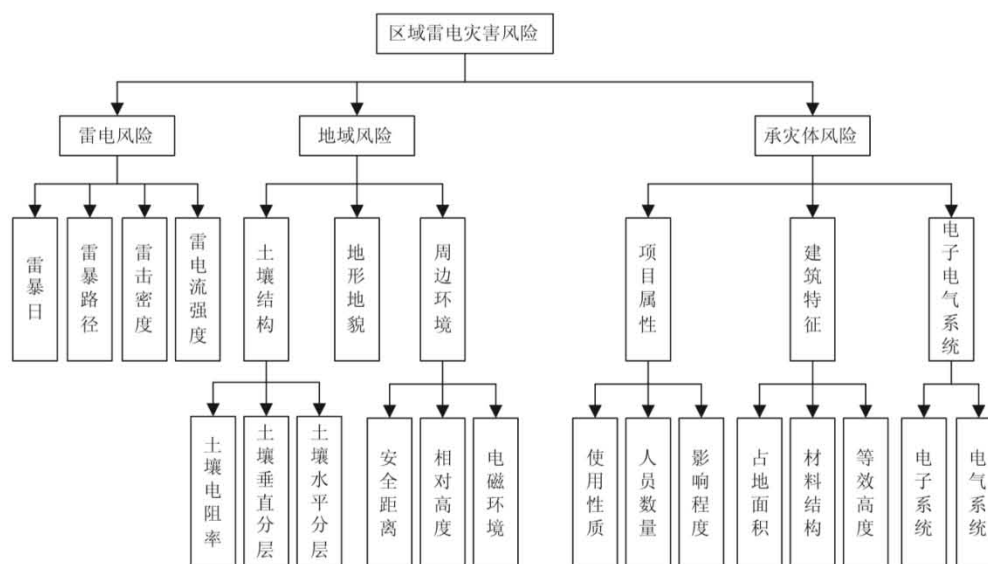 区域雷电灾害风险
雷电风险
地域风险
承灾体风险
雷暴日
雷暴路径
雷击密度
雷电流强度
土壤结构
地形地貌
周边环境
项目属性
建筑特征
电子电气系统
土壤电阻率
土壤垂直分层
土壤水平分层
安全距离
相对高度
电磁环境
使用性质
人员数量
影响程度
占地面积
材料结构
等效高度
电子系统
电气系统